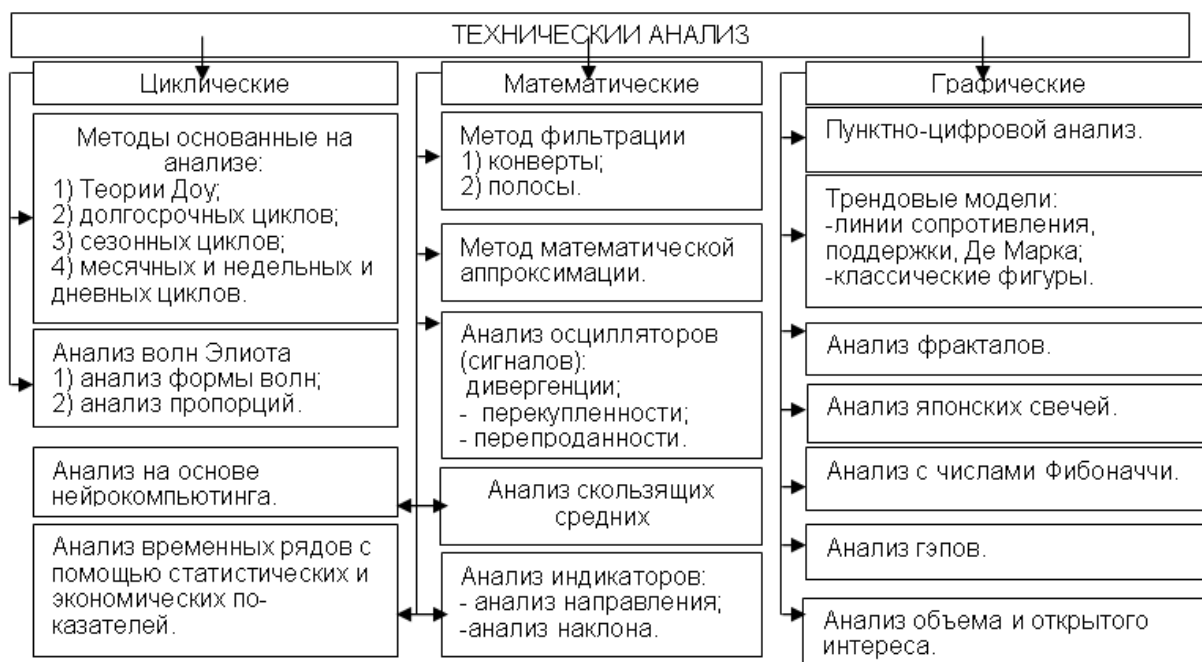 ТЕХНИЧЕСКИИ АНАЛИЗ
Циклические
Методы основанные на
анализе:
1) Теории Доу;
2) долгосрочных циклов;
3) сезонных циклов;
4) месячных и недельных и
дневных циклов.
Анализ волн Элиота
1) анализ формы волн;
2) анализ пропорций.
Анализ на основе
нейрокомпьютинга.
Анализ временных рядов с
помощью статистических и
экономических по-
казателей.
Математические
Метод фильтрации
1) конверты;
2) полосы.
Метод математической
аппроксимации.
Анализ осцилляторов
(сигналов):
дивергенции;
- перекупленности;
- перепроданности.
Анализ скользящих
средних
Анализ индикаторов:
- анализ направления;
-анализ наклона.
Графические
Пунктно-цифровой анализ.
Трендовые модели:
-линии сопротивления,
поддержки, Де Марка;
-классические фигуры.
Анализ фракталов.
Анализ японских свечей.
Анализ с числами Фибоначчи.
Анализ гэпов.
Анализ объема и открытого
интереса.